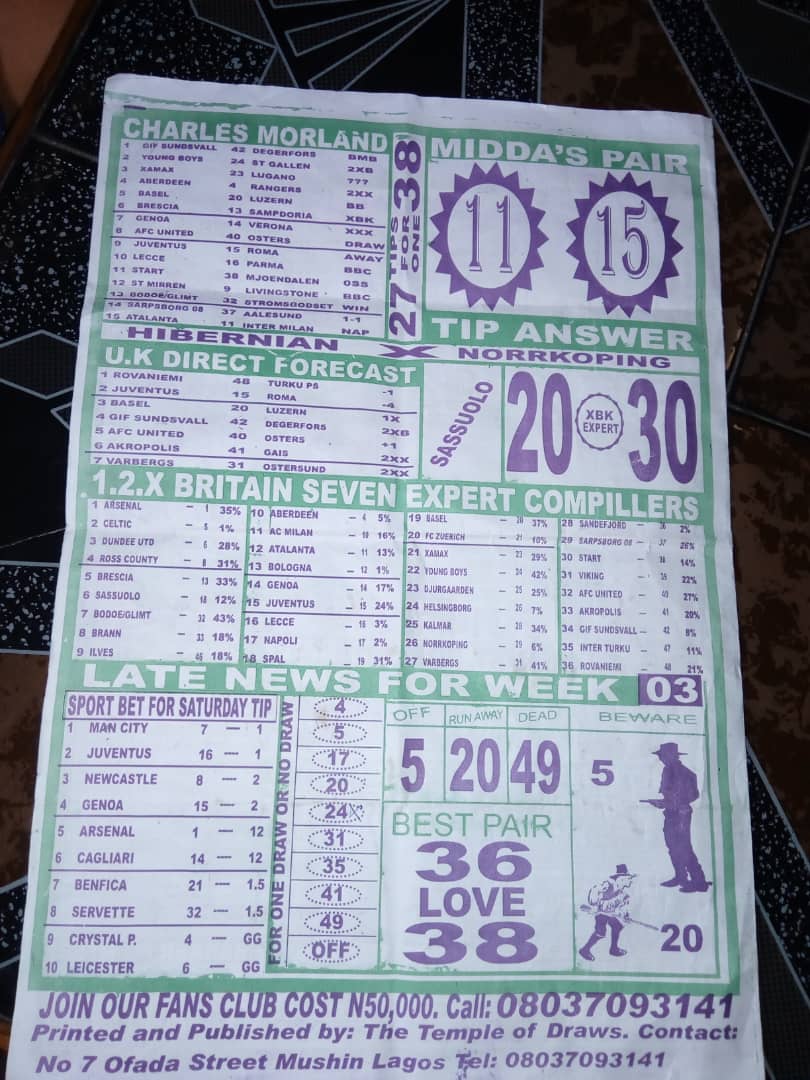 CHARLES MORLAND
1 GIF SUNDSVALL 42 DEGERFORS BMB
2 YOUNG BOYS 24 ST GALLEN 2XB
3 XAMAX 23 LUGANO 777
4 ABERDEEN 4 RANGERS 2XX
5 BASEL 20 LUZERN BB
6 BRESCIA 13 SAMPDORIA XBK
7 GENOA 14 VERONA XXX
8 AFC UNITED 40 OSTERS DRAW
9 JUVENTUS 15 ROMA AWAY
10 LECCE 16 PARMA BBC
11 START 38 MJOENDALEN OSS
12 ST MIRREN 9 LIVINGSTONE BBC
13 BODOE/GLIMT 32 STROMSGODSET WIN
14 SARPSBORG 08 37 AALESUND 1-1
15 ATALANTA 11 INTER MILAN NAP
27 TIPS FOR ONE 38
MIDDA'S PAIR
11 15
TIP ANSWER
HIBERNIAN X NORRKOPING
U.K DIRECT FORECAST
1 ROVANIEMI 48 TURKU PS -1
2 JUVENTUS 15 ROMA -4
3 BASEL 20 LUZERN 1X
4 GIF SUNDSVALL 42 DEGERFORS 2XB
5 AFC UNITED 40 OSTERS +1
6 AKROPOLIS 41 GAIS 2XX
7 VARBERGS 31 OSTERSUND 2XX
SASSUOLO
20 XBK EXPERT 30
1.2.X BRITAIN SEVEN EXPERT COMPILLERS
1 ARSENAL – 1 35%
2 CELTIC – 5 1%
3 DUNDEE UTD – 6 28%
4 ROSS COUNTY – 8 31%
5 BRESCIA – 13 33%
6 SASSUOLO – 18 12%
7 BODOE/GLIMT – 32 43%
8 BRANN – 33 18%
9 ILVES – 46 18%
10 ABERDEEN – 4 5%
11 AC MILAN – 10 16%
12 ATALANTA – 11 13%
13 BOLOGNA – 12 1%
14 GENOA – 14 17%
15 JUVENTUS – 15 24%
16 LECCE – 16 3%
17 NAPOLI – 17 2%
18 SPAL – 19 31%
19 BASEL – 20 37%
20 FC ZUERICH – 21 10%
21 XAMAX – 23 29%
22 YOUNG BOYS – 24 42%
23 DJURGAARDEN – 25 25%
24 HELSINGBORG – 26 7%
25 KALMAR – 28 34%
26 NORRKOPING – 29 6%
27 VARBERGS – 31 41%
28 SANDEFJORD – 36 2%
29 SARPSBORG 08 – 37 26%
30 START – 38 14%
31 VIKING – 39 22%
32 AFC UNITED – 40 27%
33 AKROPOLIS – 41 20%
34 GIF SUNDSVALL – 42 8%
35 INTER TURKU – 47 11%
36 ROVANIEMI – 48 21%
LATE NEWS FOR WEEK 03
SPORT BET FOR SATURDAY TIP
1 MAN CITY 7 — 1
2 JUVENTUS 16 — 1
3 NEWCASTLE 8 — 2
4 GENOA 15 — 2
5 ARSENAL 1 — 12
6 CAGLIARI 14 — 12
7 BENFICA 21 — 1.5
8 SERVETTE 32 — 1.5
9 CRYSTAL P. 4 — GG
10 LEICESTER 6 — GG
FOR ONE DRAW OR NO DRAW
4
5
17
20
24
31
35
41
49
OFF
OFF RUN AWAY DEAD
5 20 49
BEST PAIR
36
LOVE
38
BEWARE
5
20
JOIN OUR FANS CLUB COST N50,000. Call: 08037093141
Printed and Published by: The Temple of Draws. Contact:
No 7 Ofada Street Mushin Lagos Tel: 08037093141